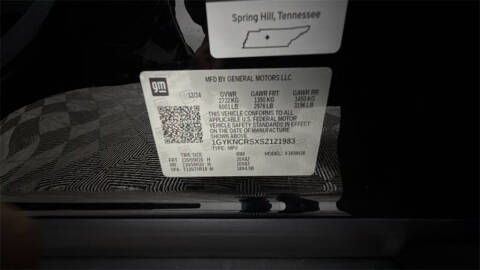 Spring Hill, Tennessee
gm
MFD BY GENERAL MOTORS LLC
12/24 GVWR GAWR FRT GAWR RR
2722 KG 1350 KG 1450 KG
6001 LB 2976 LB 3196 LB
THIS VEHICLE CONFORMS TO ALL
APPLICABLE U.S. FEDERAL MOTOR
VEHICLE SAFETY STANDARDS IN EFFECT
ON THE DATE OF MANUFACTURE
SHOWN ABOVE.
1GYKNCRSXSZ121983
TYPE: MPV MODEL: